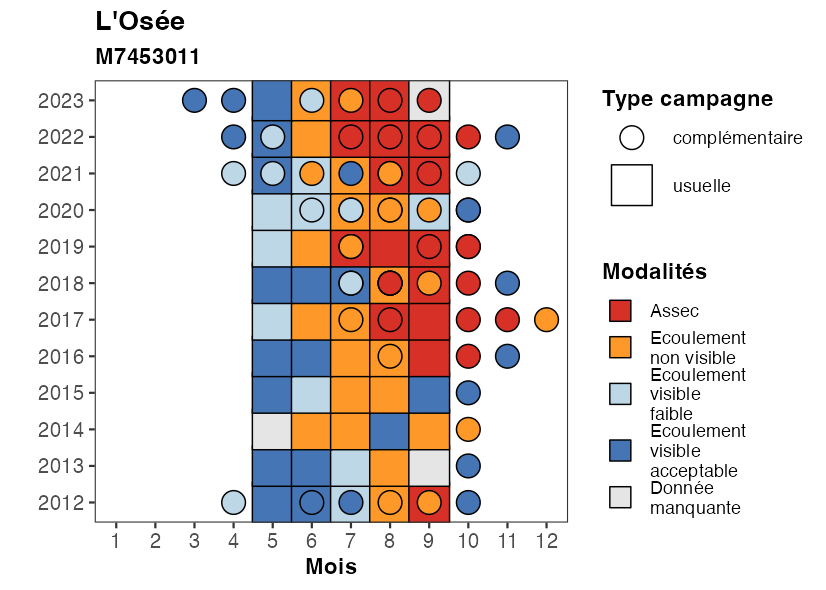 L'Osée
M7453011
2023
2022
2021
2020
2019
2018
2017
2016
2015
2014
2013
2012
1 2 3 4 5 6 7 8 9 10 11 12
Mois
Type campagne
complémentaire
usuelle
Modalités
Assec
Ecoulement
non visible
Ecoulement
visible
faible
Ecoulement
visible
acceptable
Donnée
manquante